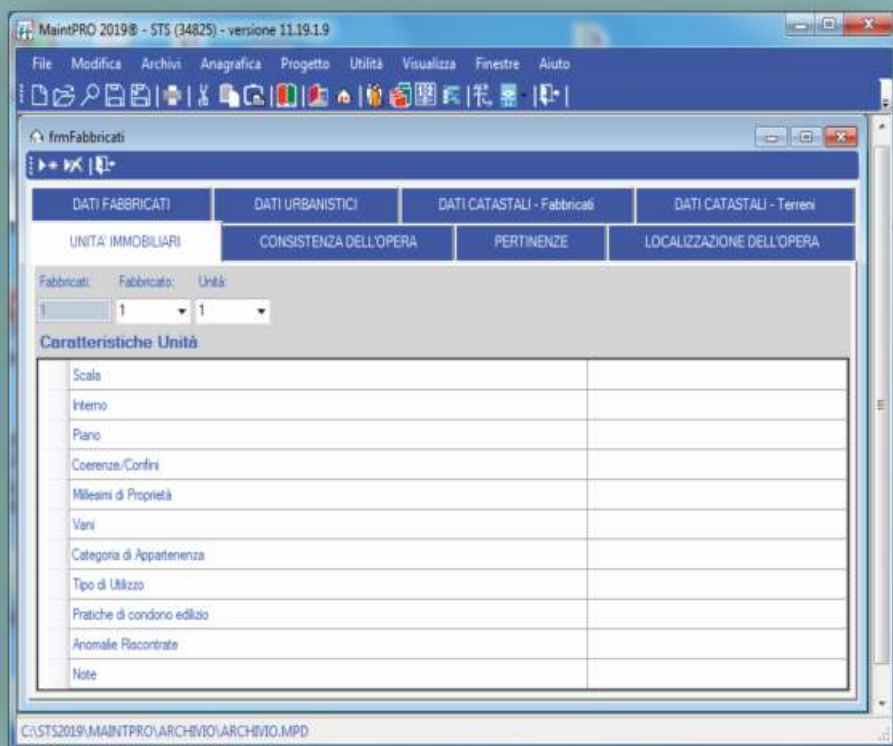 MaintPRO 2019® - STS (34825) - versione 11.19.1.9
File Modifica Archivi Anagrafica Progetto Utilità Visualizza Finestre Aiuto
frmFabbricati
DATI FABBRICATI DATI URBANISTICI DATI CATASTALI - Fabbricati DATI CATASTALI - Terreni
UNITA' IMMOBILIARI CONSISTENZA DELL'OPERA PERTINENZE LOCALIZZAZIONE DELL'OPERA
Fabbricati: Fabbricato: Unità:
1 1 1
Caratteristiche Unità
Scala
Interno
Piano
Coerenze/Confini
Millesimi di Proprietà
Vani
Categoria di Appartenenza
Tipo di Utilizzo
Pratiche di condono edilizio
Anomalie Riscontrate
Note
C:\STS2019\MAINTPRO\ARCHIVIO\ARCHIVIO.MPD